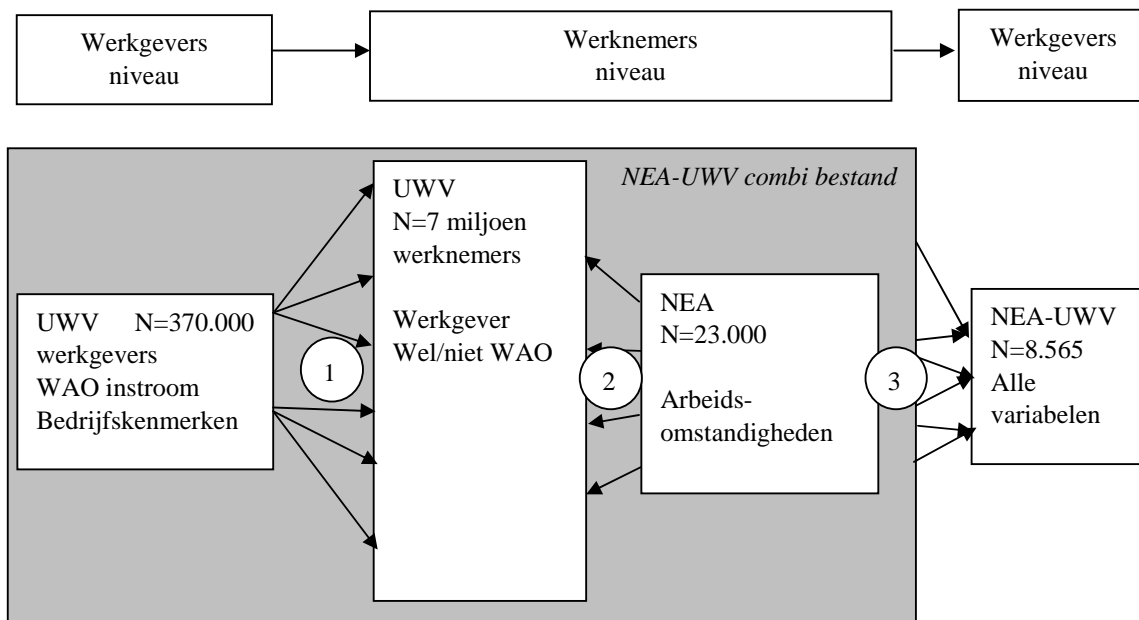 Werkgevers
niveau
Werknemers
niveau
Werkgevers
niveau
NEA-UWV combi bestand
UWV N=370.000
werkgevers
WAO instroom
Bedrijfskenmerken
1
UWV
N=7 miljoen
werknemers
Werkgever
Wel/niet WAO
2
NEA
N=23.000
Arbeids-
omstandigheden
3
NEA-UWV
N=8.565
Alle
variabelen